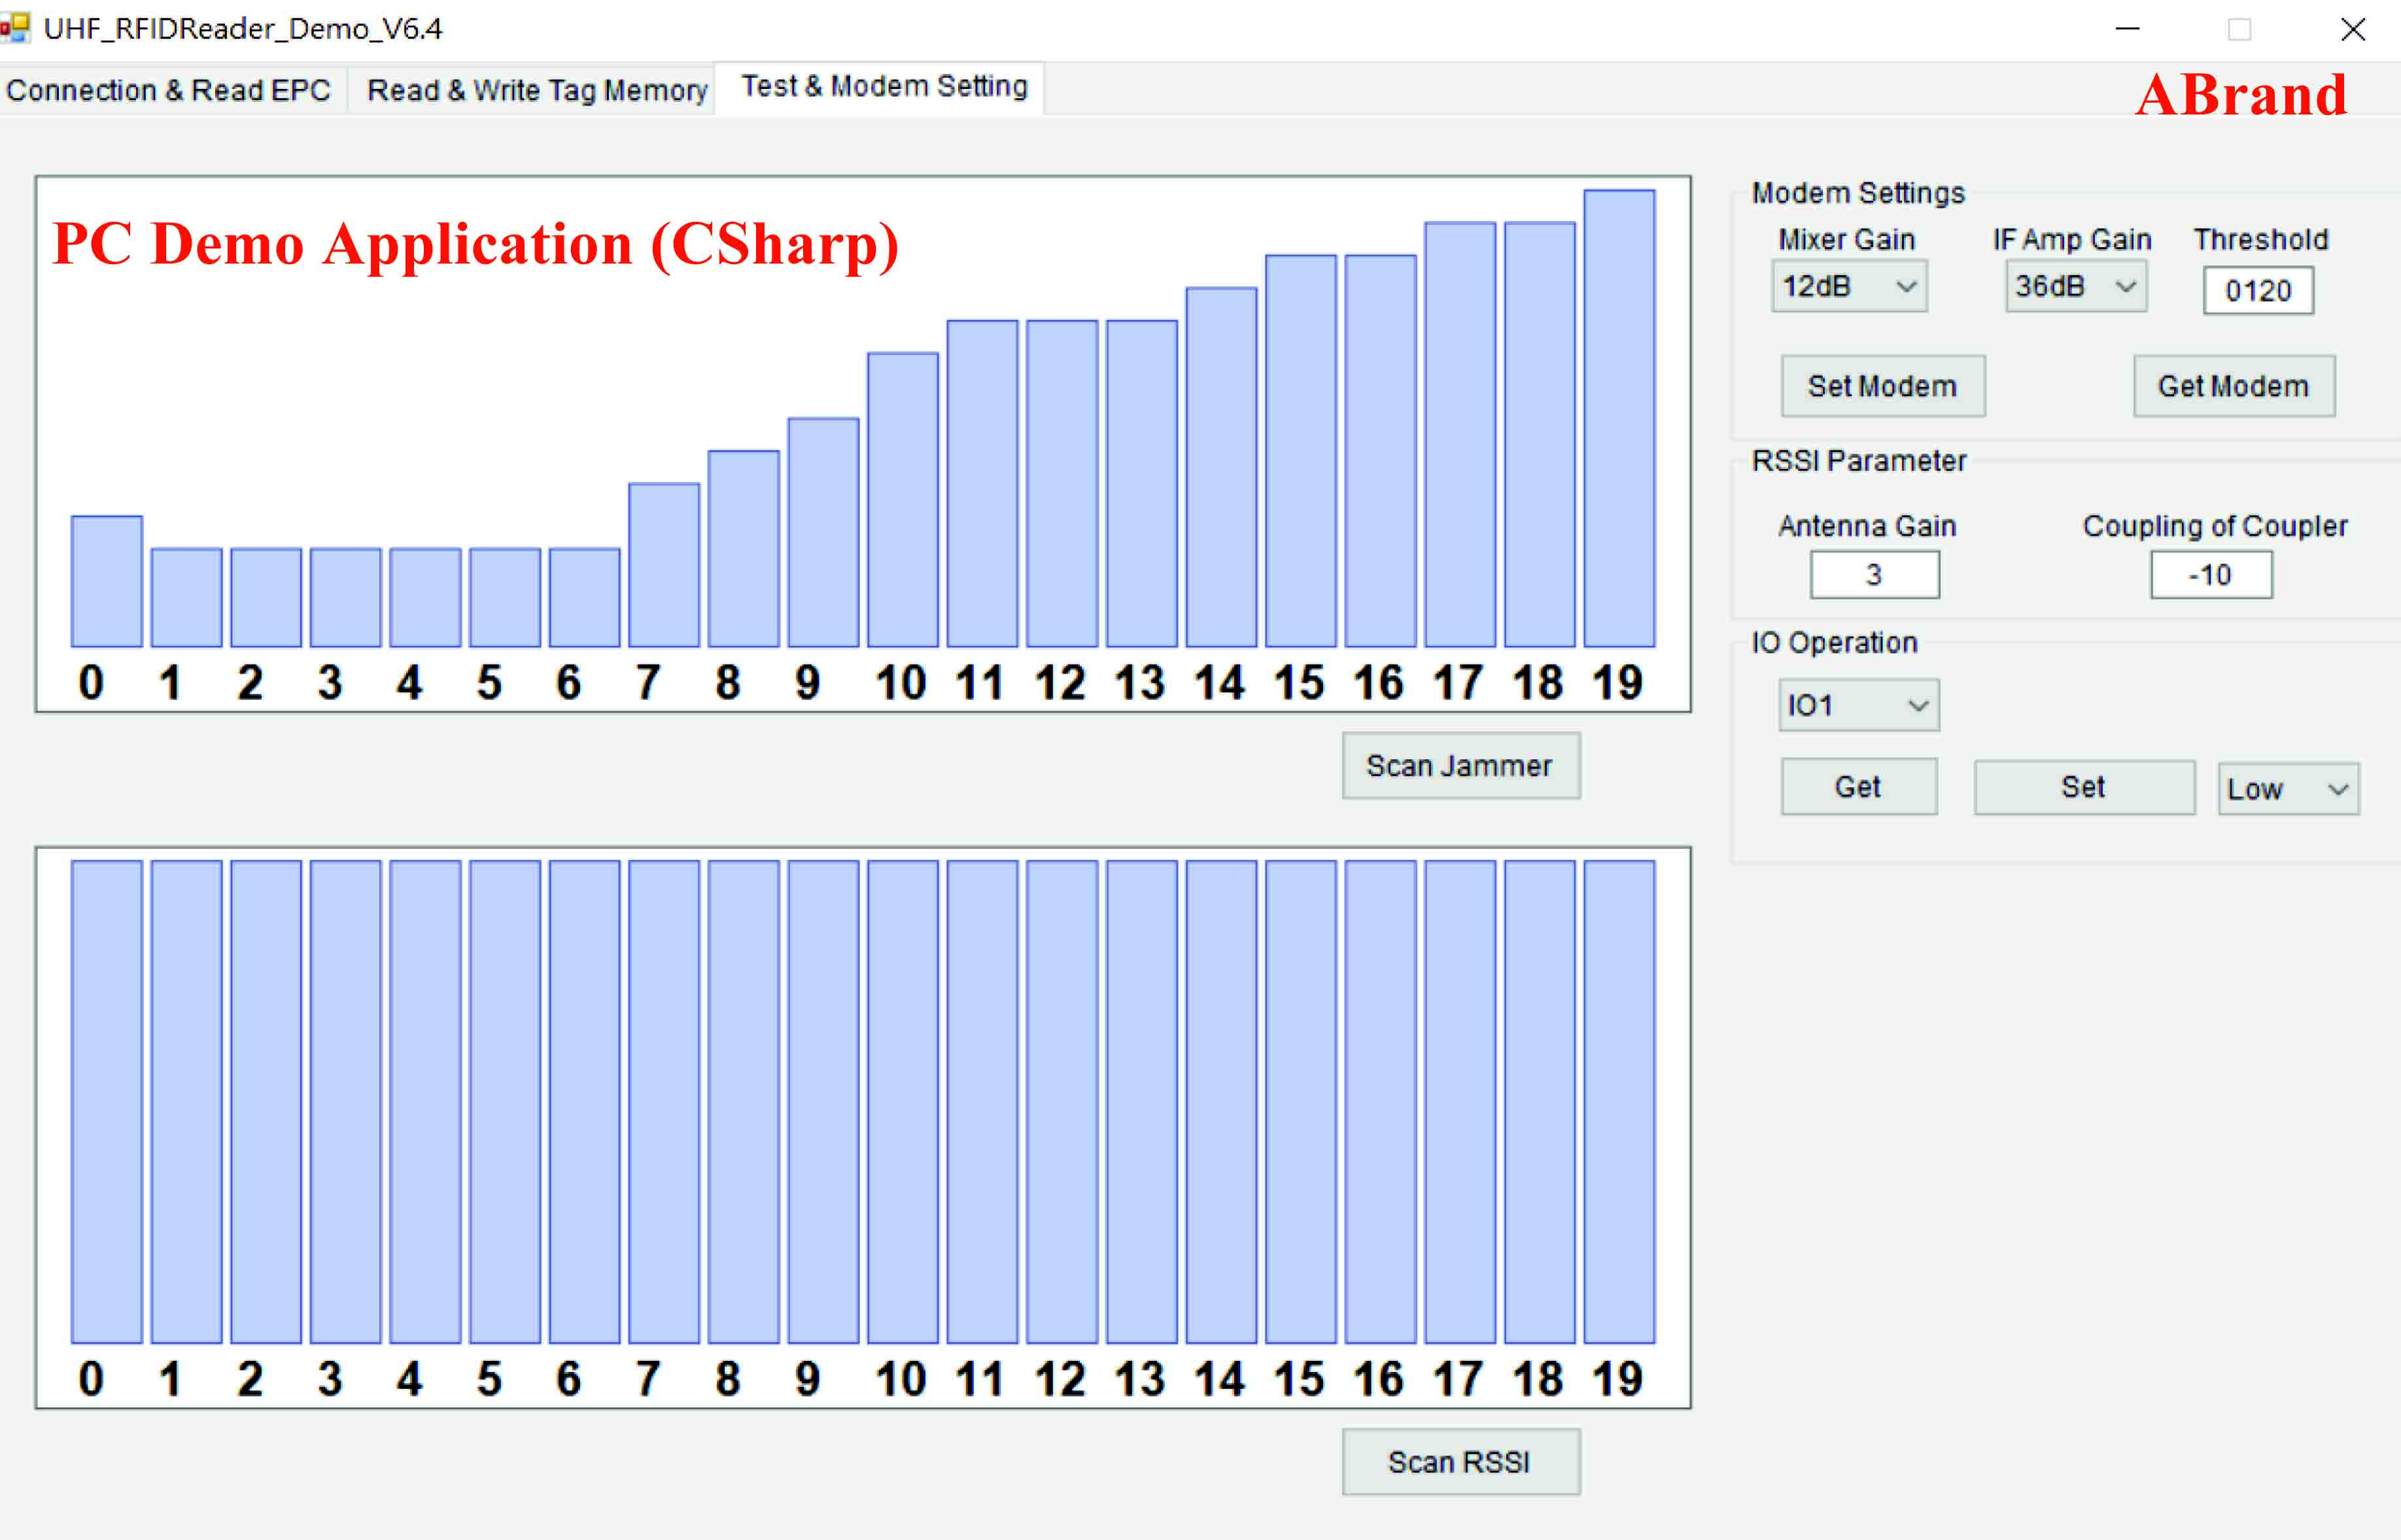 UHF_RFIDReader_Demo_V6.4
Connection & Read EPC Read & Write Tag Memory Test & Modem Setting
ABrand
PC Demo Application (CSharp)
0 1 2 3 4 5 6 7 8 9 10 11 12 13 14 15 16 17 18 19
Scan Jammer
0 1 2 3 4 5 6 7 8 9 10 11 12 13 14 15 16 17 18 19
Scan RSSI
Modem Settings
Mixer Gain IF Amp Gain Threshold
12dB 36dB 0120
Set Modem Get Modem
RSSI Parameter
Antenna Gain Coupling of Coupler
3 -10
IO Operation
IO1
Get Set Low